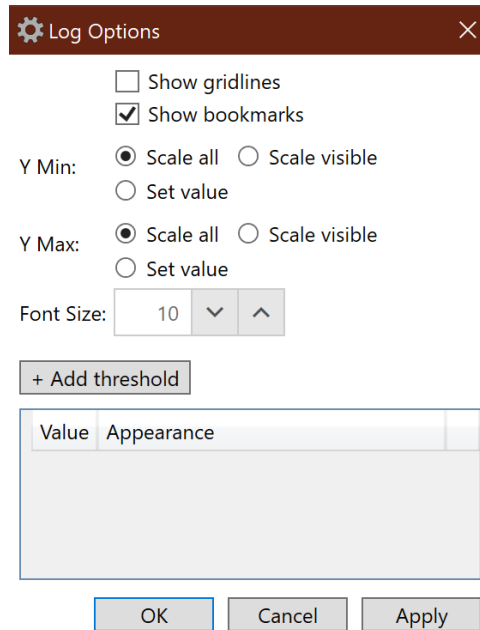 Log Options
Show gridlines
Show bookmarks
Y Min:
Scale all
Scale visible
Set value
Y Max:
Scale all
Scale visible
Set value
Font Size:
10
+ Add threshold
Value Appearance
OK Cancel Apply